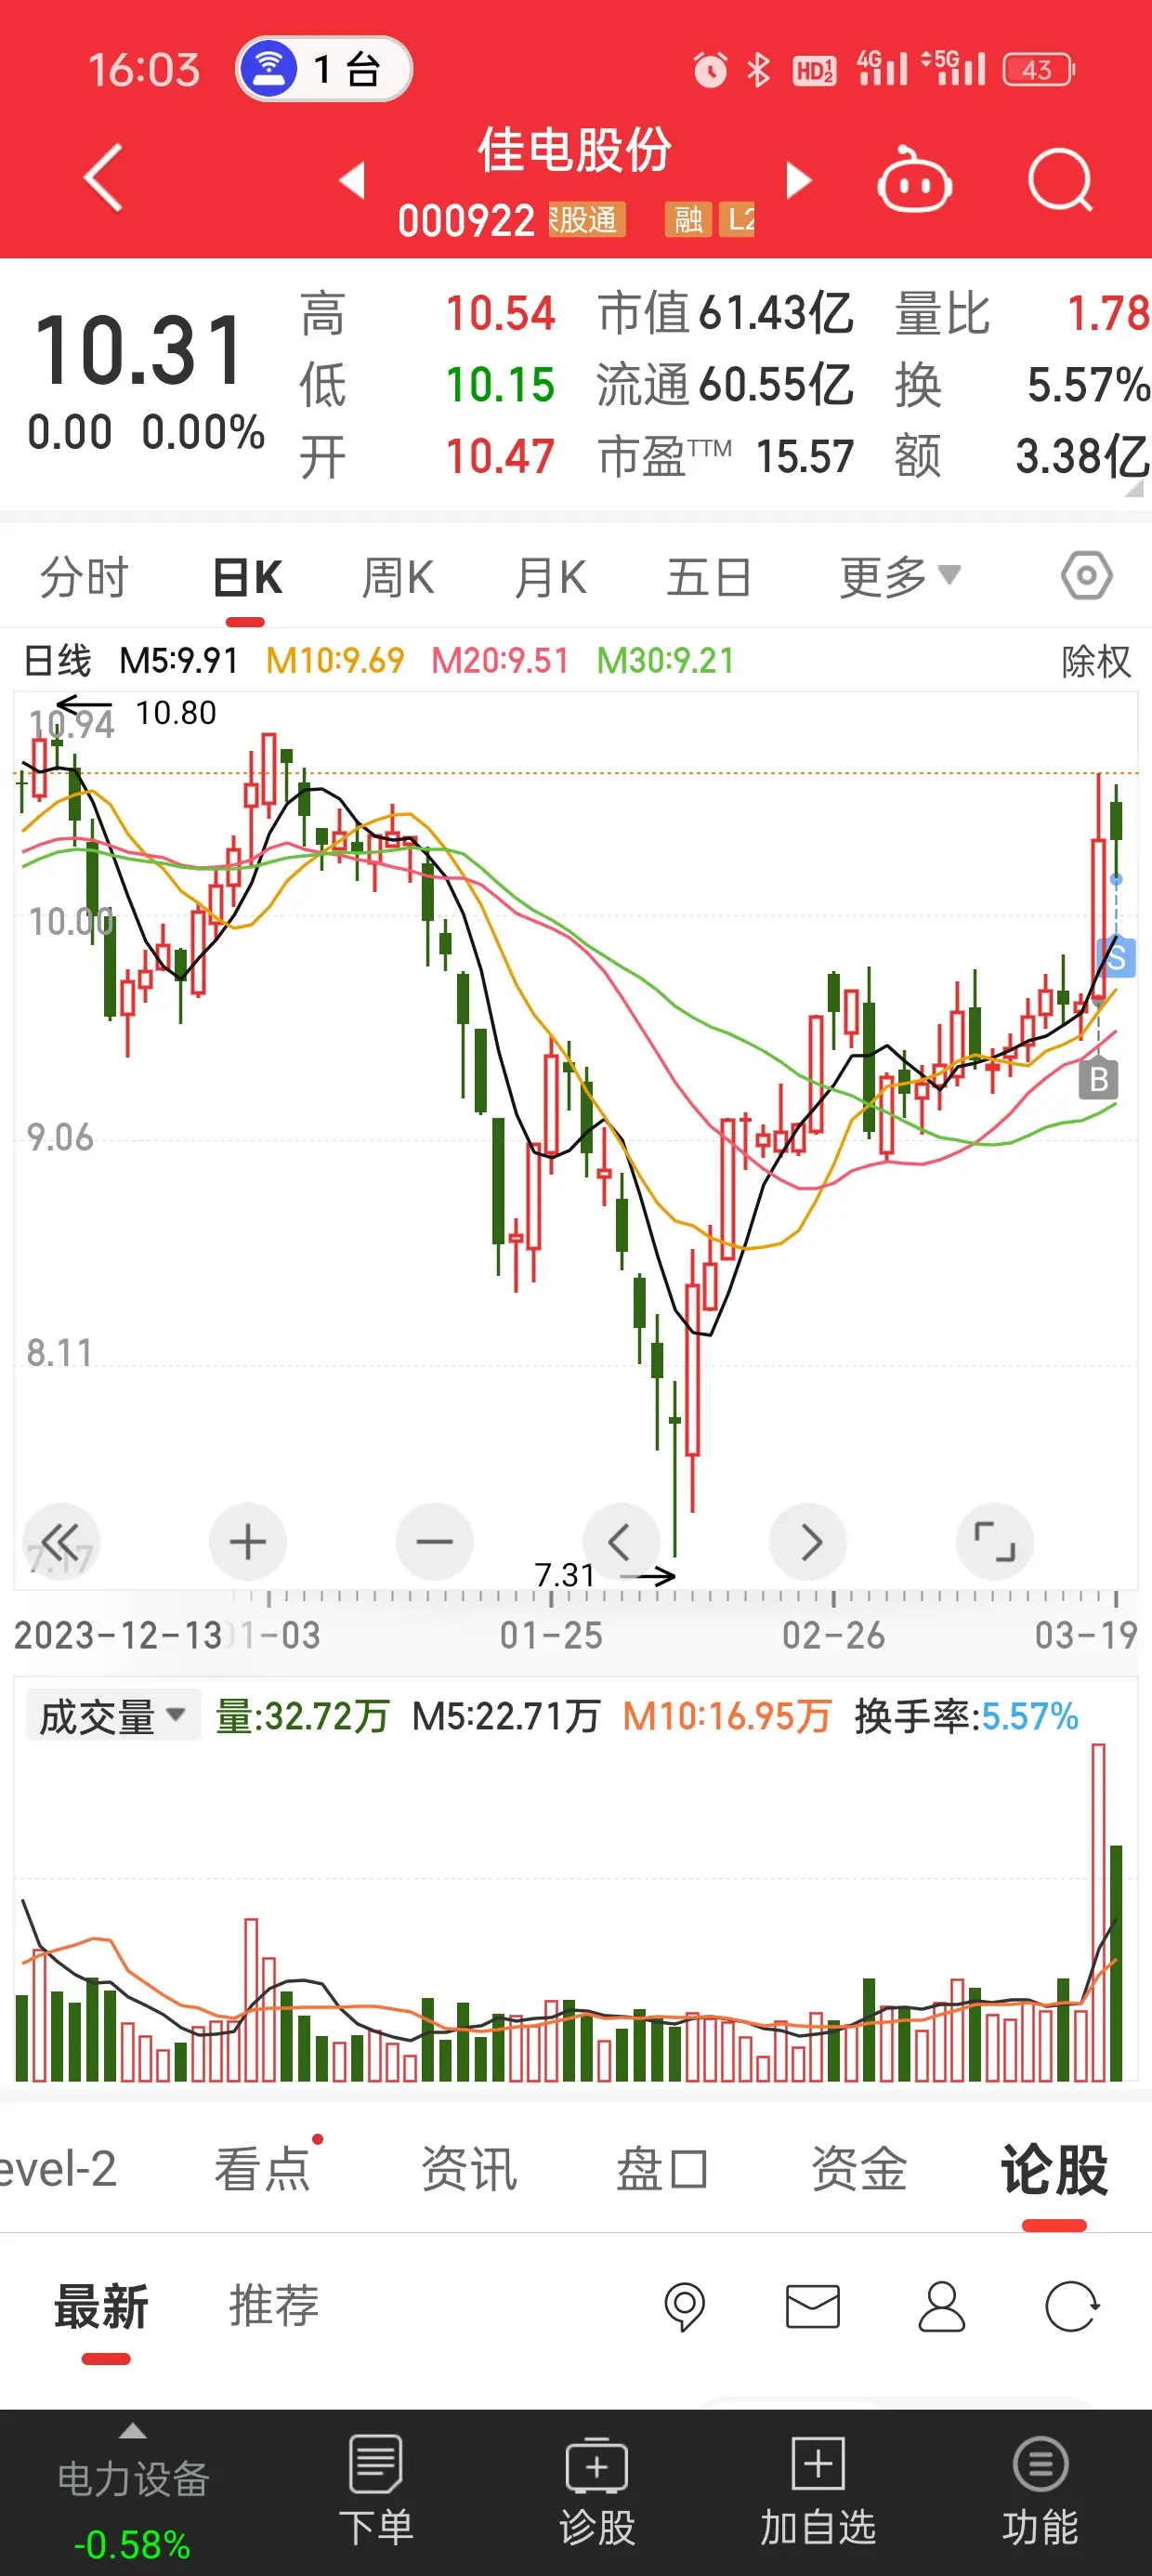 16:03 1 台 HD 1 2 4G 5G 43
佳电股份
000922 深股通 融 L2
10.31 高 10.54 市值 61.43亿 量比 1.78
0.00 0.00% 低 10.15 流通 60.55亿 换 5.57%
开 10.47 市盈TTM 15.57 额 3.38亿
分时 日K 周K 月K 五日 更多
日线 M5:9.91 M10:9.69 M20:9.51 M30:9.21 除权
10.94 10.80
10.00
S
B
9.06
8.11
7.17
7.31
2023-12-13 01-03 01-25 02-26 03-19
成交量 量:32.72万 M5:22.71万 M10:16.95万 换手率:5.57%
evel-2 看点 资讯 盘口 资金 论股
最新 推荐
电力设备 下单 诊股 加自选 功能
-0.58%